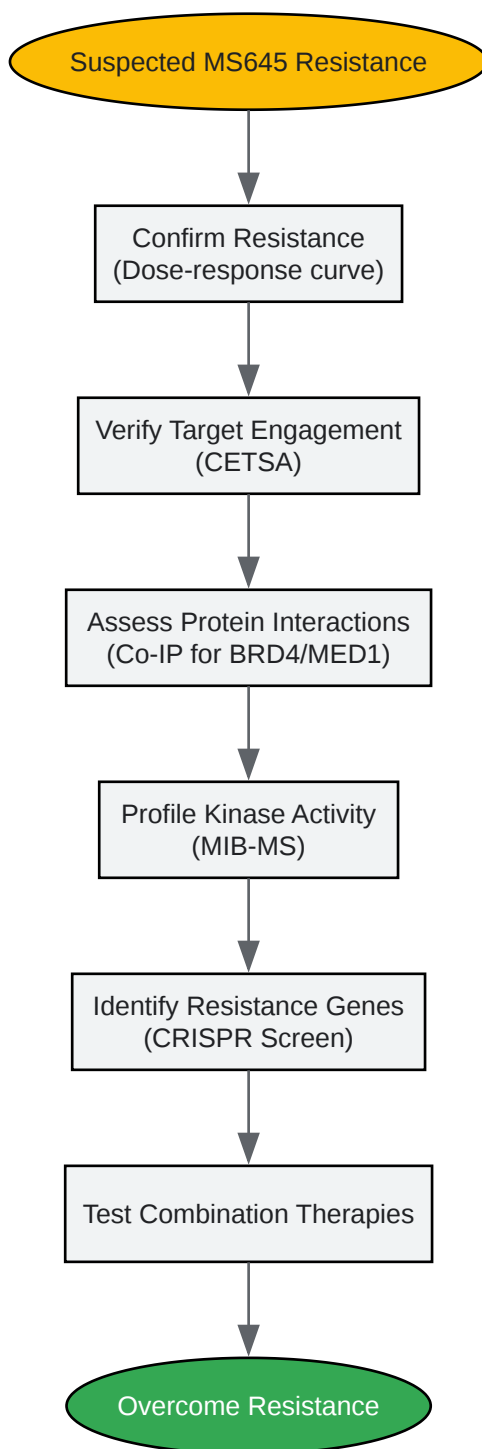 Suspected MS645 Resistance
Confirm Resistance
(Dose-response curve)
Verify Target Engagement
(CETSA)
Assess Protein Interactions
(Co-IP for BRD4/MED1)
Profile Kinase Activity
(MIB-MS)
Identify Resistance Genes
(CRISPR Screen)
Test Combination Therapies
Overcome Resistance